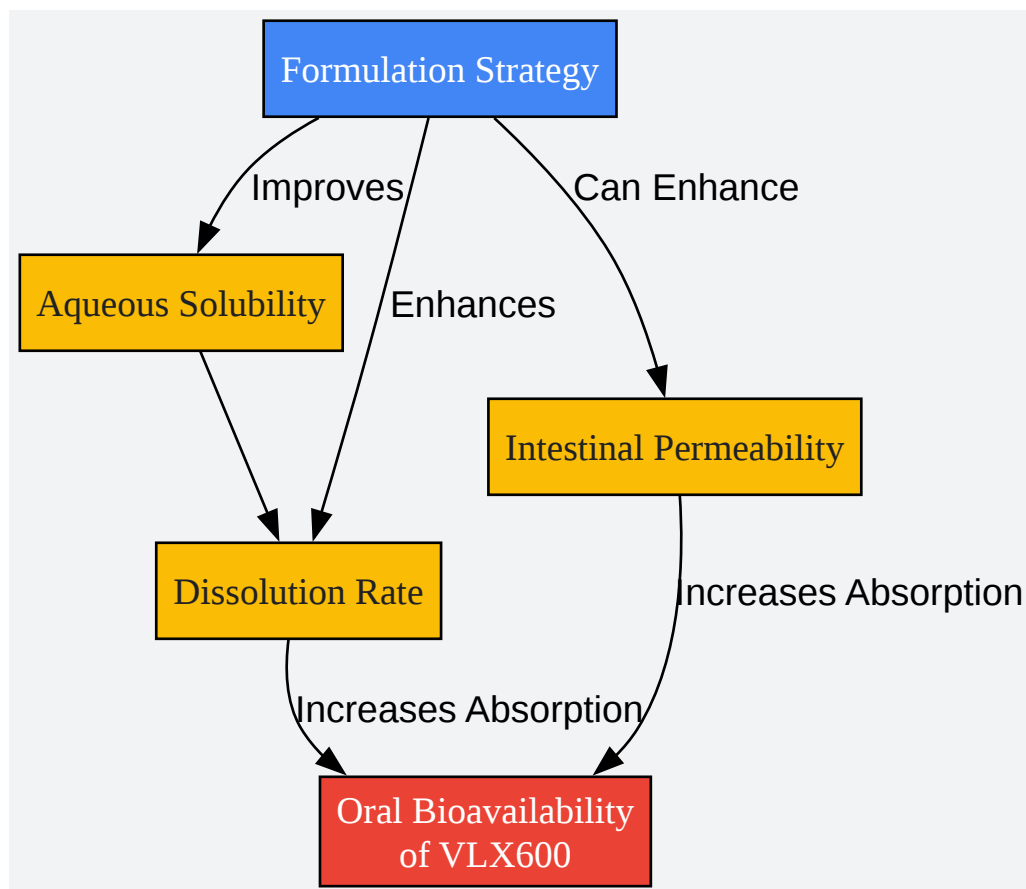 Formulation Strategy
Improves
Can Enhance
Aqueous Solubility
Enhances
Intestinal Permeability
Dissolution Rate
Increases Absorption
Increases Absorption
Oral Bioavailability
of VLX600